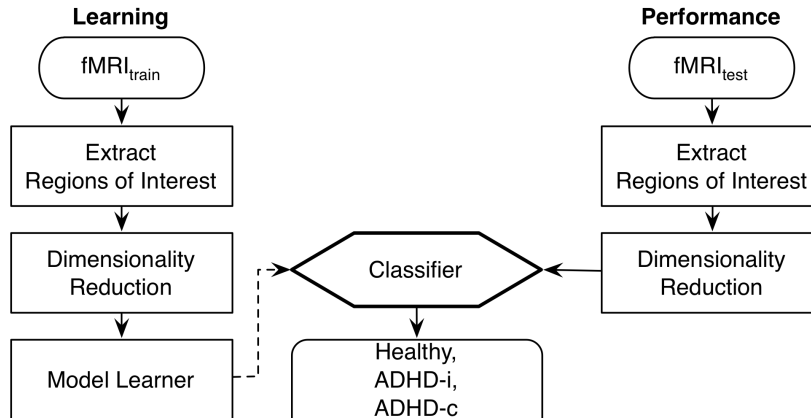 Learning
Performance
fMRItrain
fMRItest
Extract
Regions of Interest
Extract
Regions of Interest
Dimensionality
Reduction
Classifier
Dimensionality
Reduction
Model Learner
Healthy,
ADHD-i,
ADHD-c